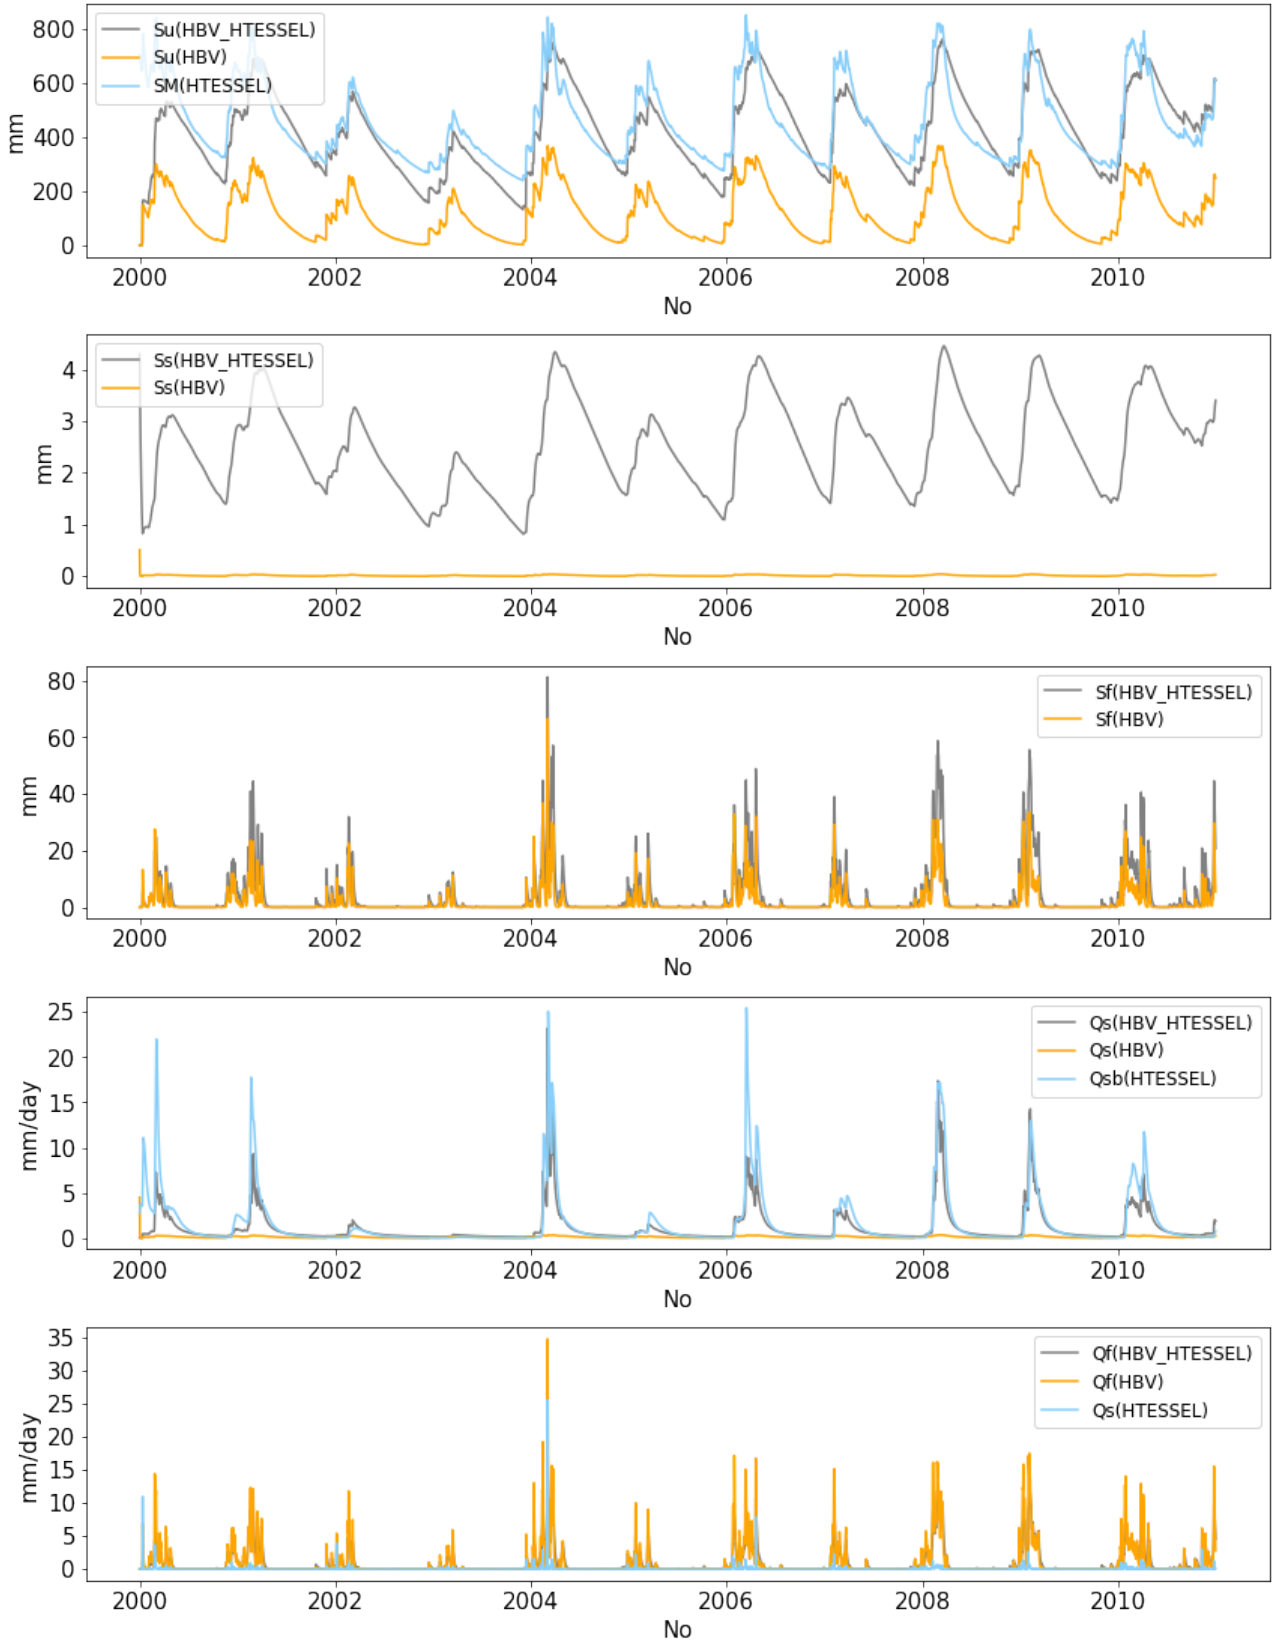 mm
800
600
400
200
0
Su(HBV_HTESSEL)
Su(HBV)
SM(HTESSEL)
2000 2002 2004 2006 2008 2010
No
mm
4
3
2
1
0
Ss(HBV_HTESSEL)
Ss(HBV)
2000 2002 2004 2006 2008 2010
No
mm
80
60
40
20
0
Sf(HBV_HTESSEL)
Sf(HBV)
2000 2002 2004 2006 2008 2010
No
mm/day
25
20
15
10
5
0
Qs(HBV_HTESSEL)
Qs(HBV)
Qsb(HTESSEL)
2000 2002 2004 2006 2008 2010
No
mm/day
35
30
25
20
15
10
5
0
Qf(HBV_HTESSEL)
Qf(HBV)
Qs(HTESSEL)
2000 2002 2004 2006 2008 2010
No